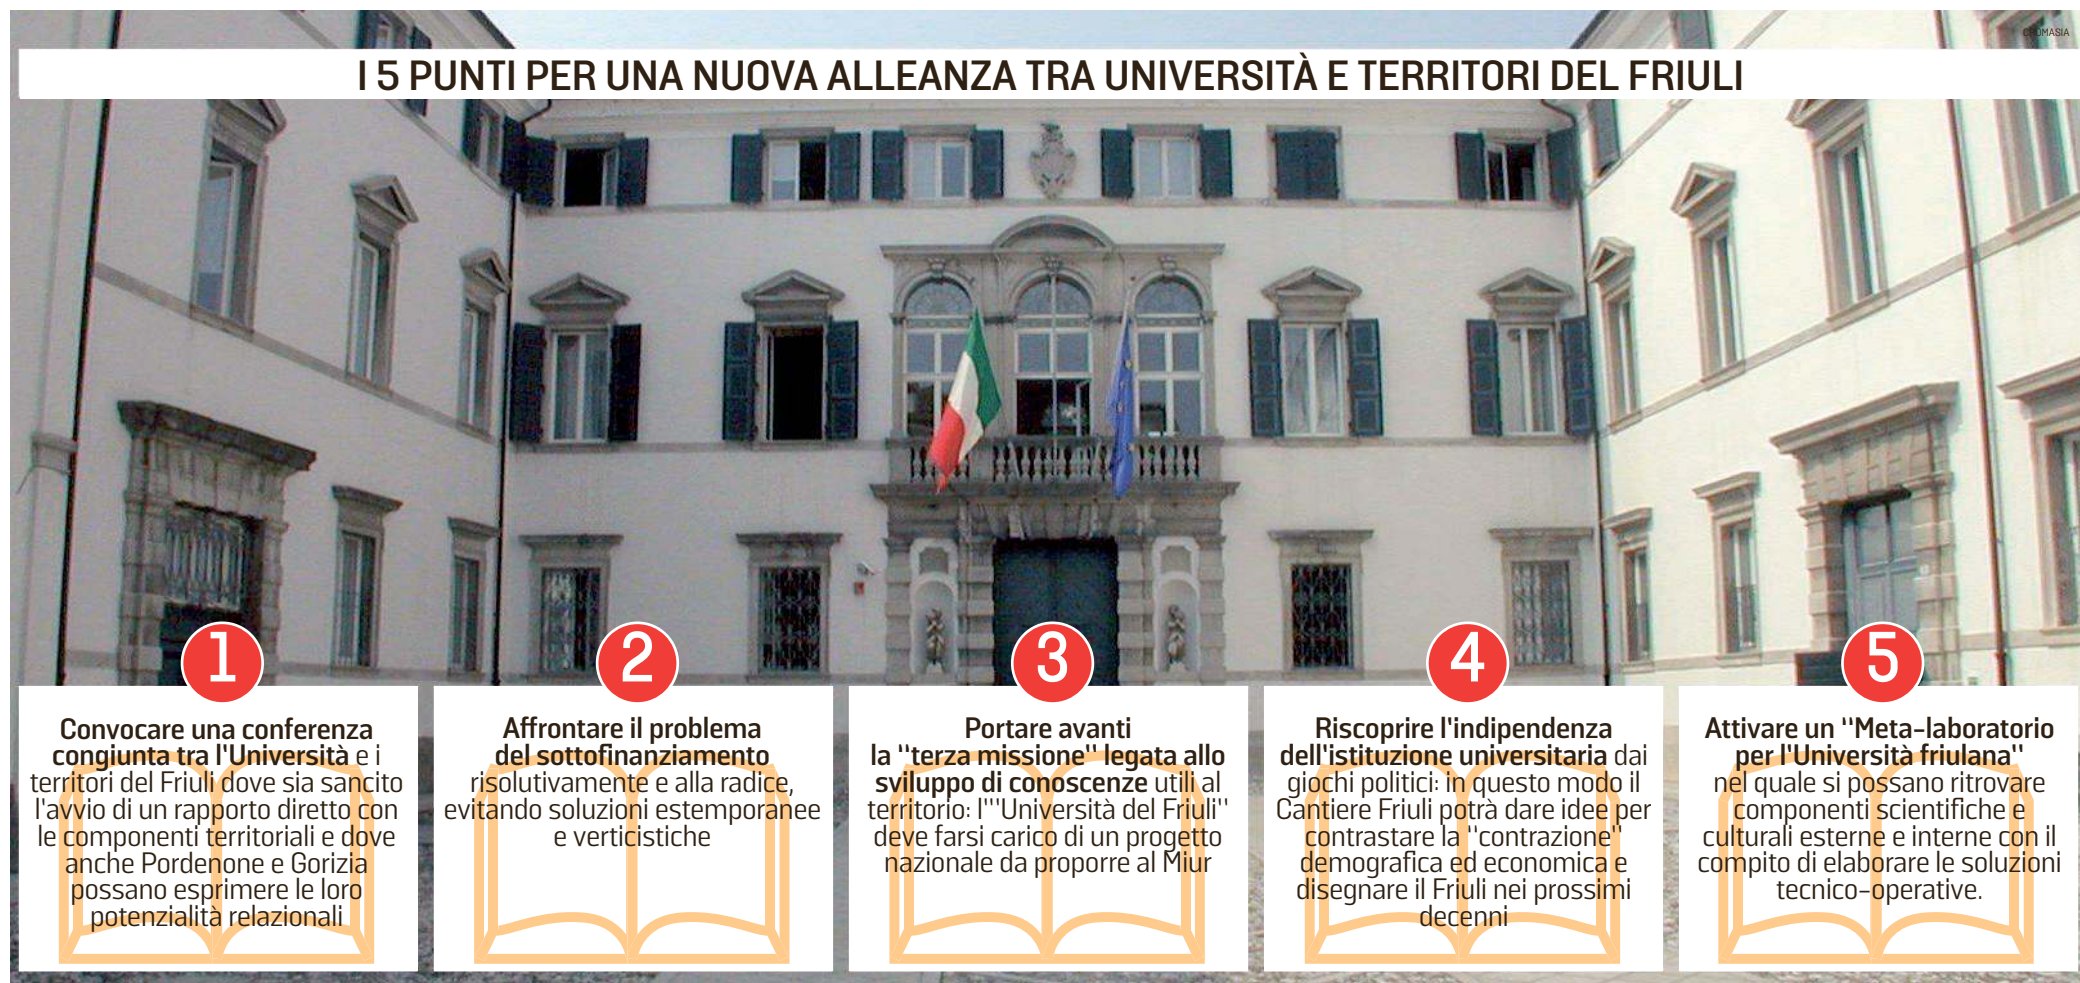 CROMASIA
I 5 PUNTI PER UNA NUOVA ALLEANZA TRA UNIVERSITÀ E TERRITORI DEL FRIULI
1
Convocare una conferenza
congiunta tra l'Università e i
territori del Friuli dove sia sancito
l'avvio di un rapporto diretto con
le componenti territoriali e dove
anche Pordenone e Gorizia
possano esprimere le loro
potenzialità relazionali
2
Affrontare il problema
del sottofinanziamento
risolutivamente e alla radice,
evitando soluzioni estemporanee
e verticistiche
3
Portare avanti
la "terza missione" legata allo
sviluppo di conoscenze utili al
territorio: l'"Università del Friuli"
deve farsi carico di un progetto
nazionale da proporre al Miur
4
Riscoprire l'indipendenza
dell'istituzione universitaria dai
giochi politici: in questo modo il
Cantiere Friuli potrà dare idee per
contrastare la "contrazione"
demografica ed economica e
disegnare il Friuli nei prossimi
decenni
5
Attivare un "Meta-laboratorio
per l'Università friulana"
nel quale si possano ritrovare
componenti scientifiche e
culturali esterne e interne con il
compito di elaborare le soluzioni
tecnico-operative.